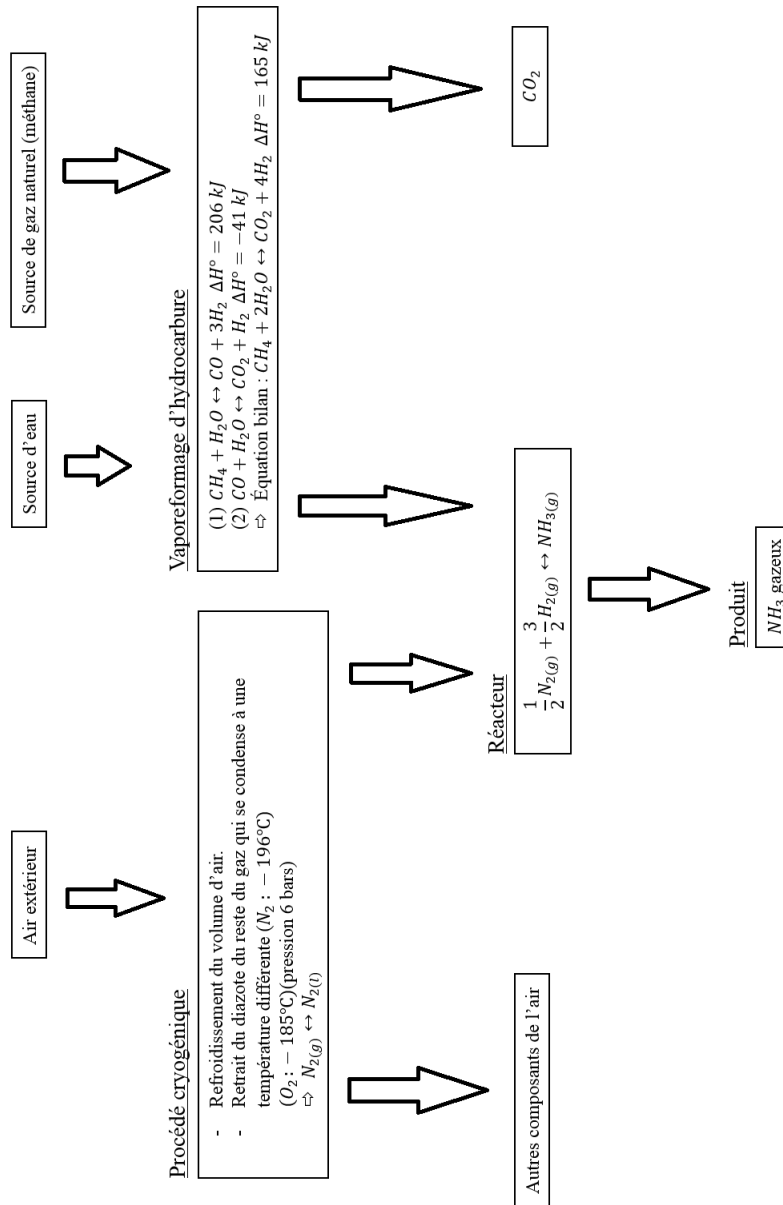 Air extérieur
Source d'eau
Source de gaz naturel (méthane)
Procédé cryogénique
- Refroidissement du volume d'air.
- Retrait du diazote du reste du gaz qui se condense à une
température différente (N₂ : − 196°C)
(O₂ : − 185°C)(pression 6 bars)
⇨ N₂₍g₎ ↔ N₂₍l₎
Vaporeformage d'hydrocarbure
(1) CH₄ + H₂O ↔ CO + 3H₂ ΔH° = 206 kJ
(2) CO + H₂O ↔ CO₂ + H₂ ΔH° = −41 kJ
⇨ Équation bilan : CH₄ + 2H₂O ↔ CO₂ + 4H₂ ΔH° = 165 kJ
Autres composants de l'air
Réacteur
1/2 N₂₍g₎ + 3/2 H₂₍g₎ ↔ NH₃₍g₎
CO₂
Produit
NH₃ gazeux